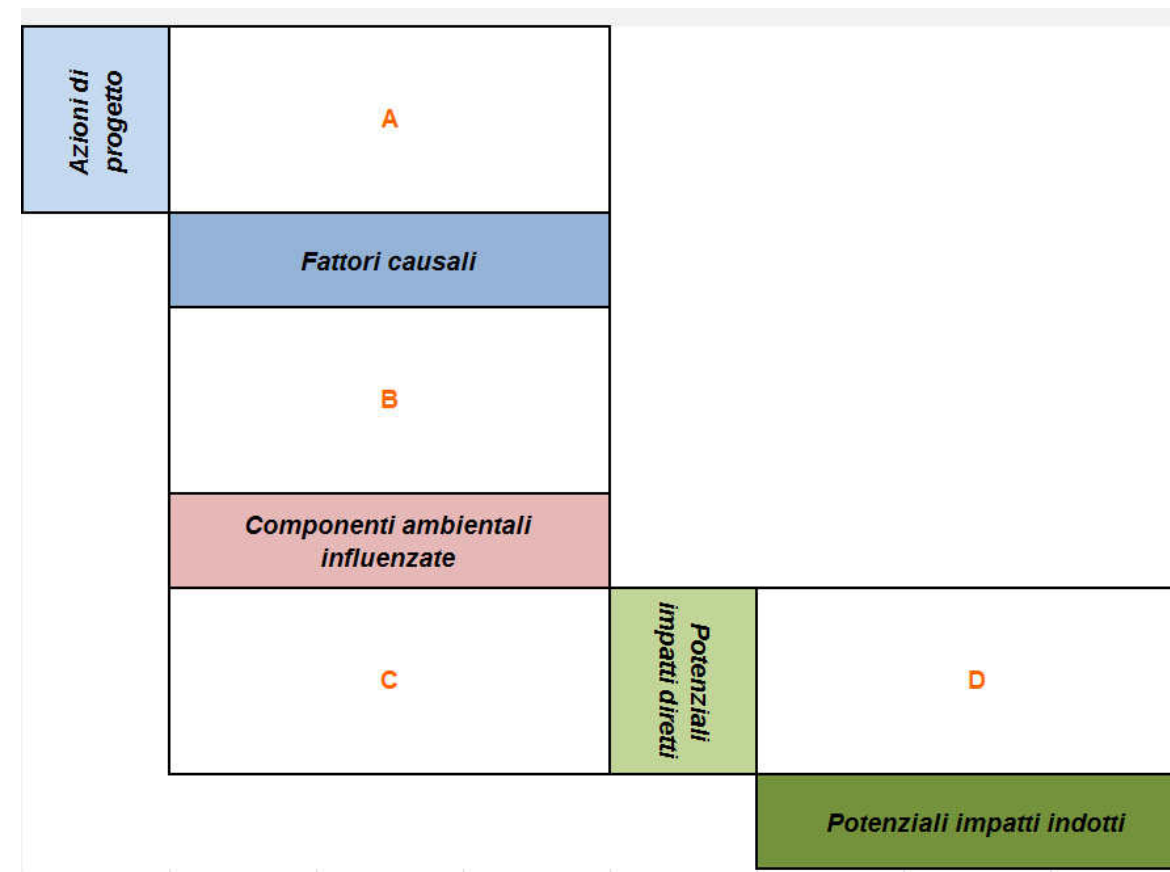 Azioni di
progetto
A
Fattori causali
B
Componenti ambientali
influenzate
C
Potenziali
impatti diretti
D
Potenziali impatti indotti